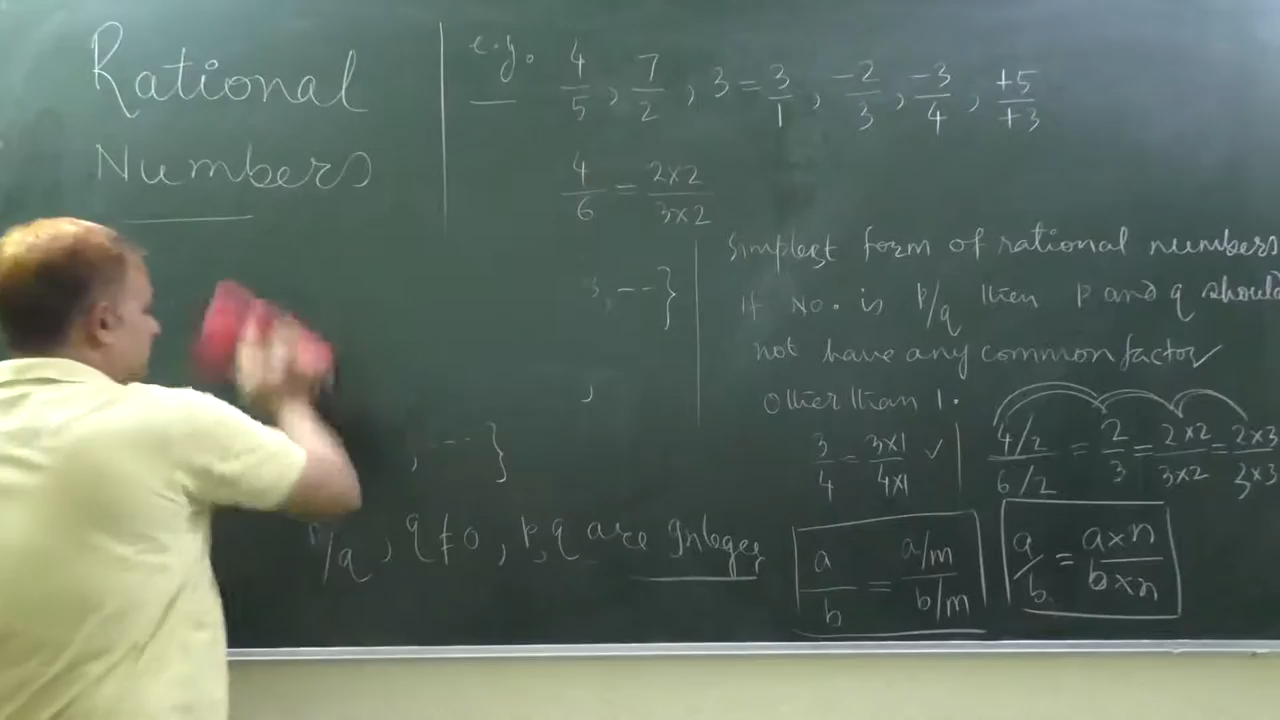 Rational
Numbers
e.g. 4/5, 7/2, 3 = 3/1, -2/3, -3/4, +5/+3
4/6 = 2×2/3×2
3, --}
,
, ---}
p/q, q≠0, p,q are Integers
Simplest form of rational numbers
If No. is p/q then p and q should
not have any common factor
other than 1.
3/4 = 3×1/4×1 ✓
4/2/6/2 = 2/3 = 2×2/3×2 = 2×3/3×3
a/b = a/m/b/m
a/b = a×n/b×n